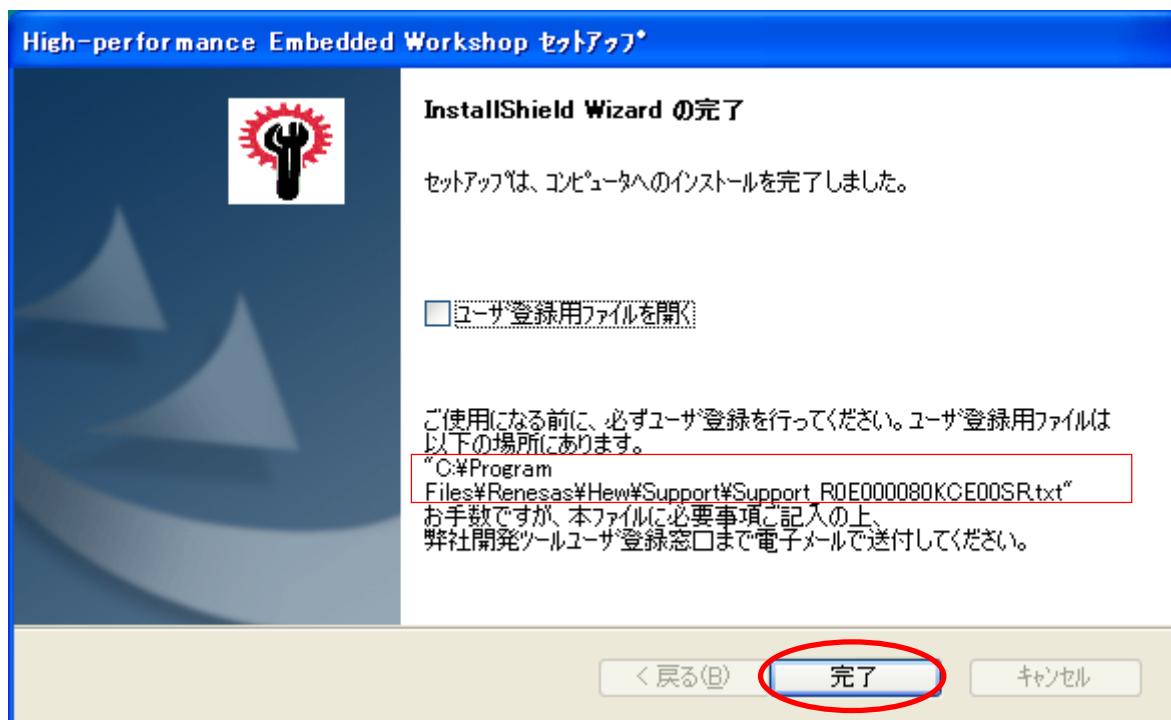 High-performance Embedded Workshop セットアップ
InstallShield Wizard の完了
セットアップは、コンピュータへのインストールを完了しました。
ユーザ登録用ファイルを開く
ご使用になる前に、必ずユーザ登録を行ってください。ユーザ登録用ファイルは
以下の場所にあります。
"C:¥Program
Files¥Renesas¥Hew¥Support¥Support_R0E000080KCE00SR.txt"
お手数ですが、本ファイルに必要事項ご記入の上、
弊社開発ツールユーザ登録窓口まで電子メールで送付してください。
< 戻る(B) 完了 キャンセル